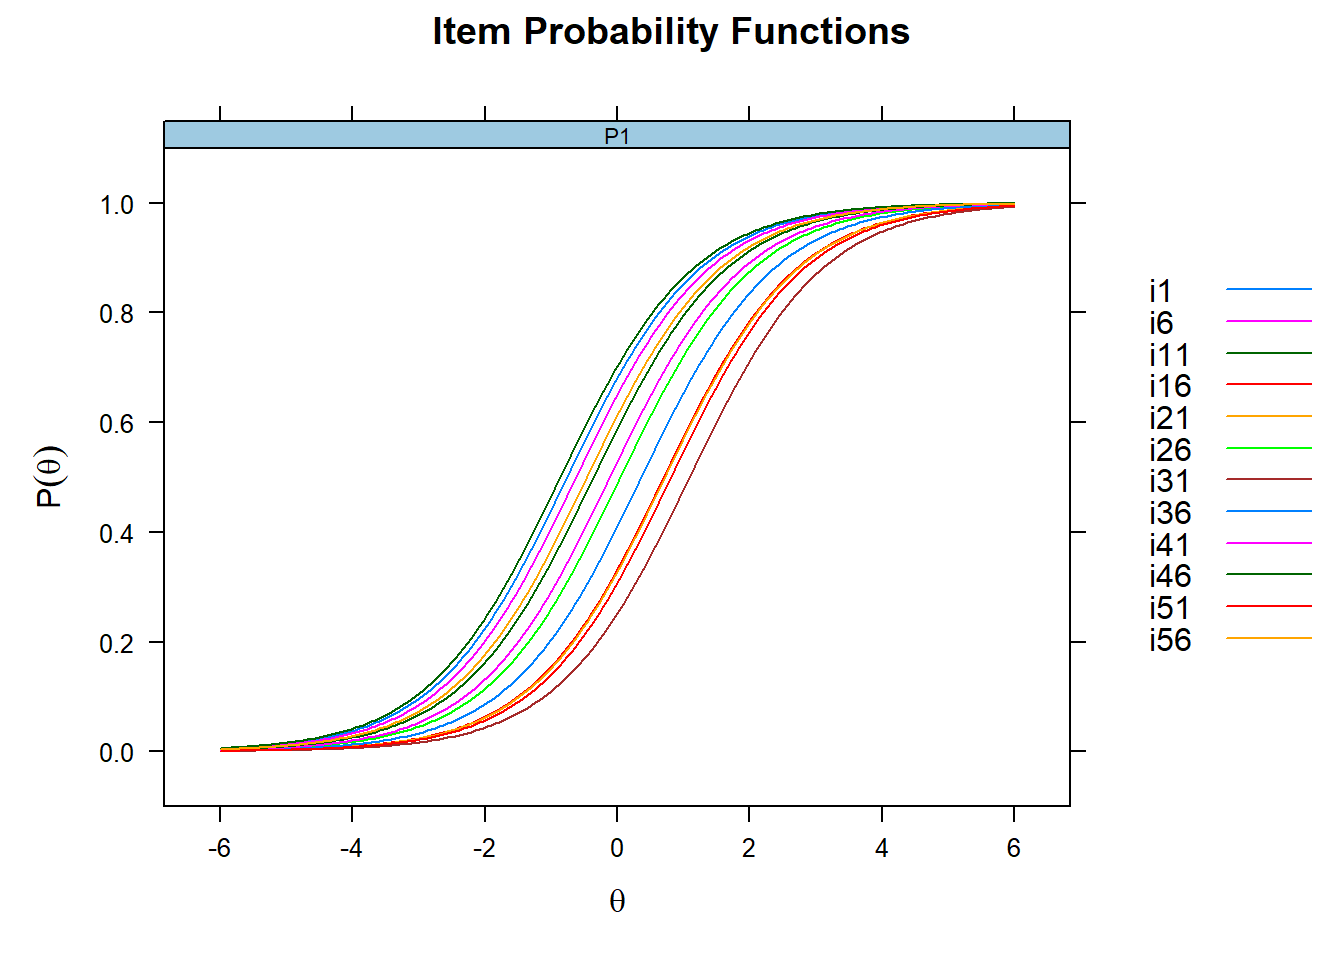 Item Probability Functions
P1
1.0
0.8
0.6
0.4
0.2
0.0
P(θ)
-6 -4 -2 0 2 4 6
θ
i1
i6
i11
i16
i21
i26
i31
i36
i41
i46
i51
i56